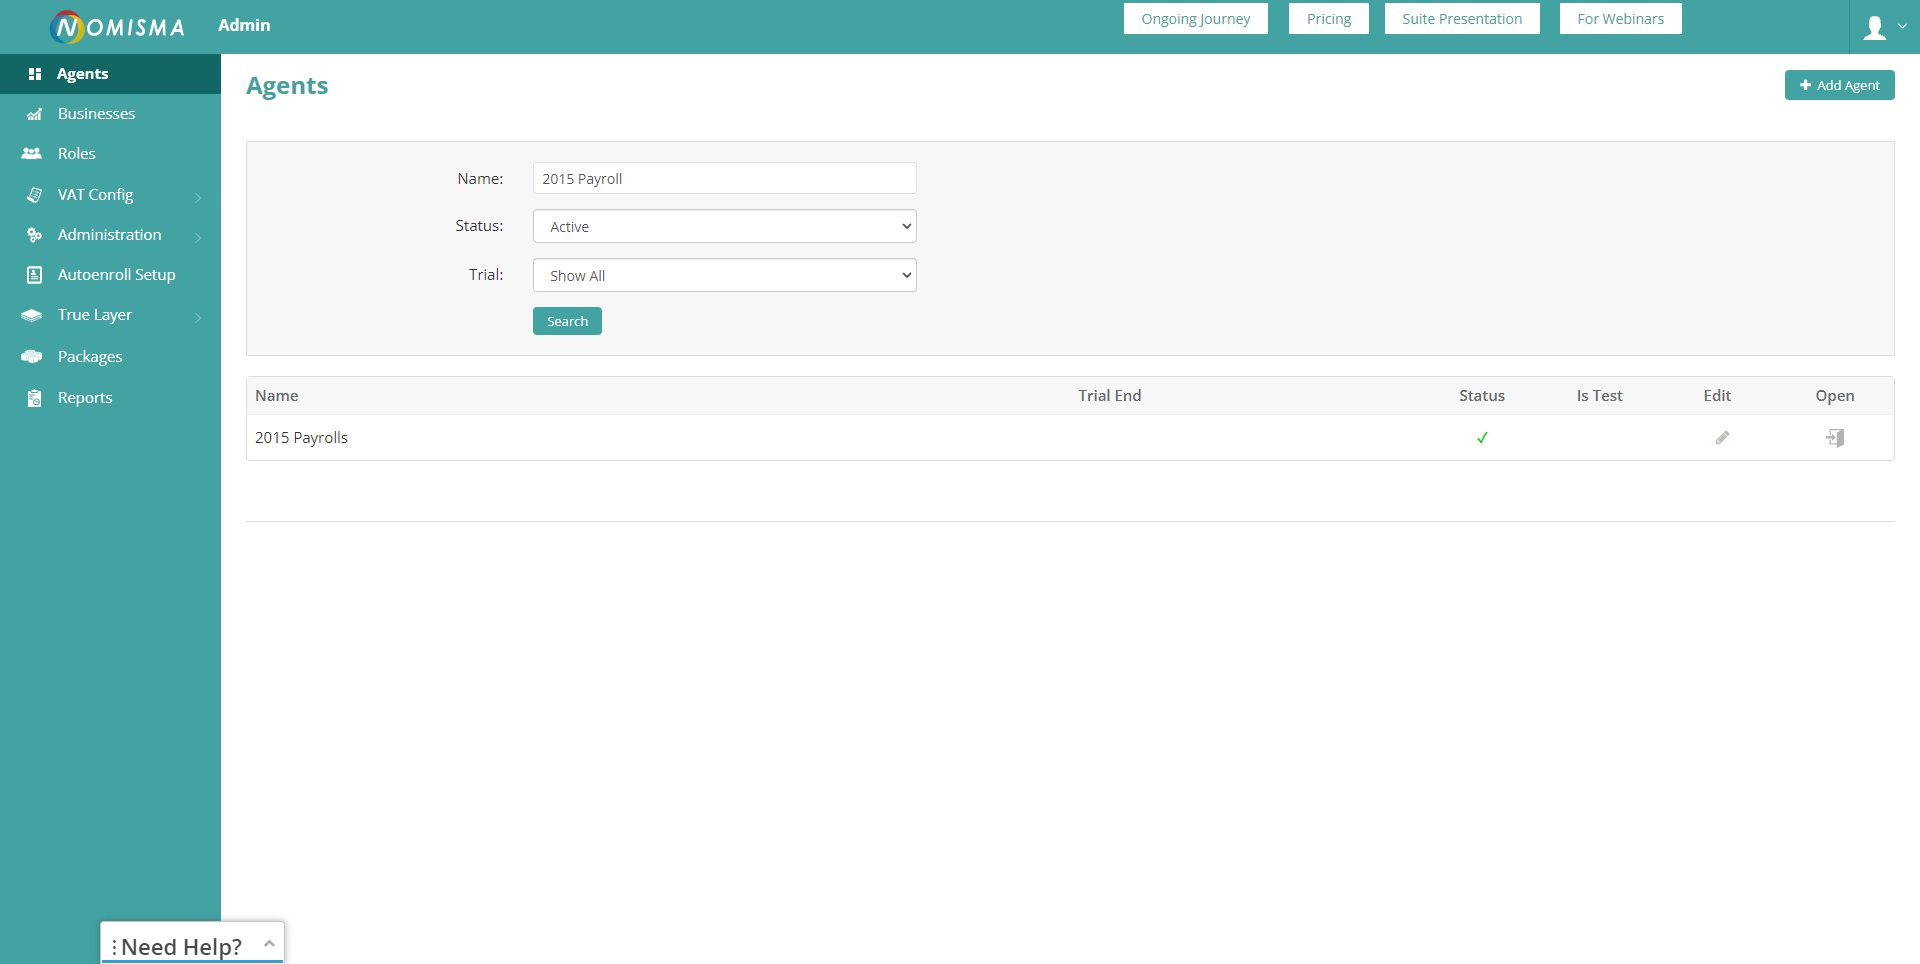 NOMISMA
Admin
Ongoing Journey
Pricing
Suite Presentation
For Webinars
Agents
Businesses
Roles
VAT Config
Administration
Autoenroll Setup
True Layer
Packages
Reports
Agents
Add Agent
Name:
2015 Payroll
Status:
Active
Trial:
Show All
Search
Name Trial End Status Is Test Edit Open
2015 Payrolls
Need Help?